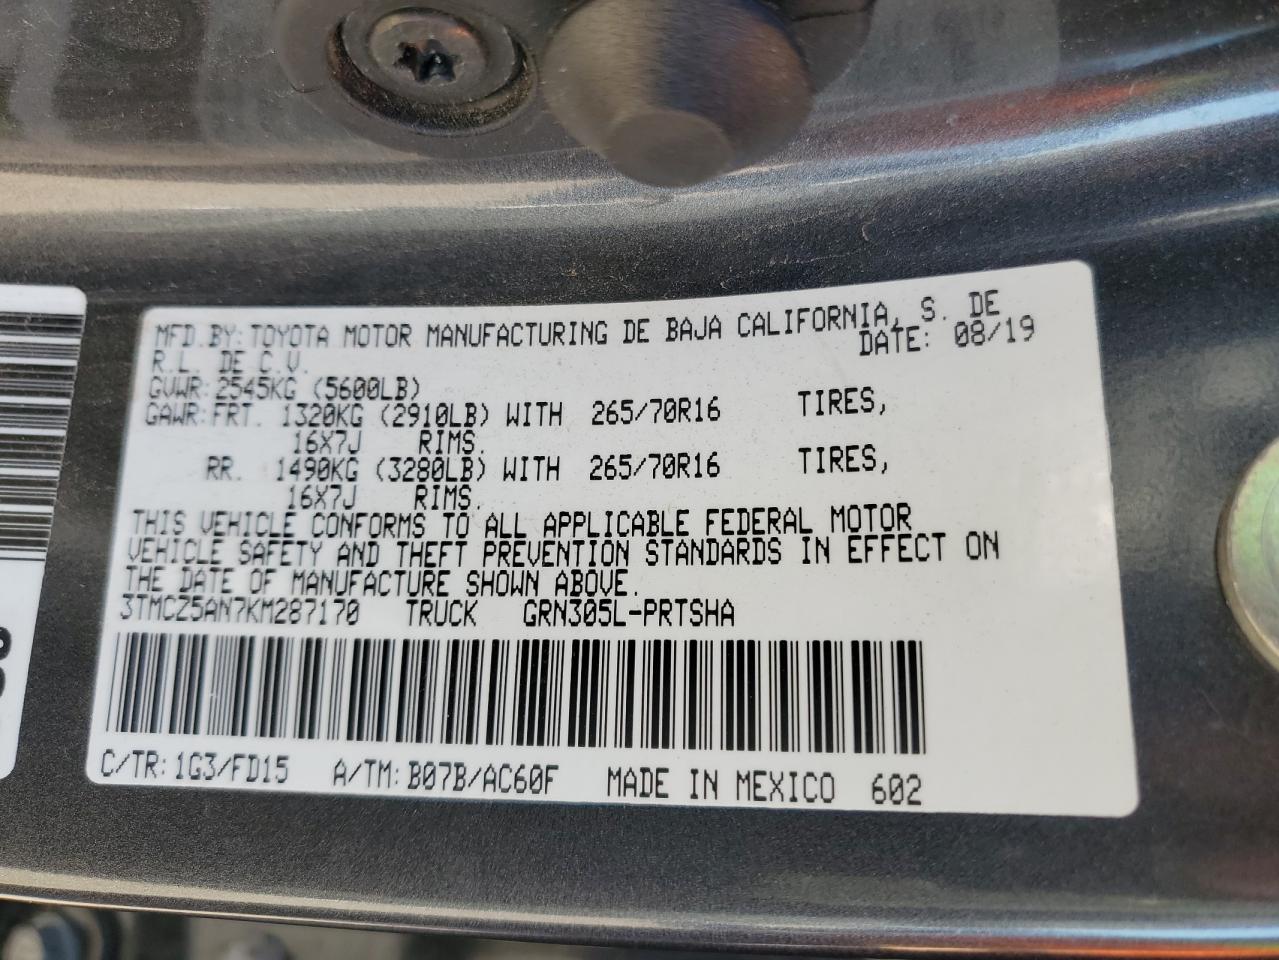 MFD.BY: TOYOTA MOTOR MANUFACTURING DE BAJA CALIFORNIA, S. DE
R.L. DE C.V. DATE: 08/19
GVWR: 2545KG (5600LB)
GAWR: FRT. 1320KG (2910LB) WITH 265/70R16 TIRES,
16X7J RIMS.
RR. 1490KG (3280LB) WITH 265/70R16 TIRES,
16X7J RIMS.
THIS VEHICLE CONFORMS TO ALL APPLICABLE FEDERAL MOTOR
VEHICLE SAFETY AND THEFT PREVENTION STANDARDS IN EFFECT ON
THE DATE OF MANUFACTURE SHOWN ABOVE.
3TMCZ5AN7KM287170 TRUCK GRN305L-PRTSHA
C/TR: 1G3/FD15 A/TM: B07B/AC60F MADE IN MEXICO 602